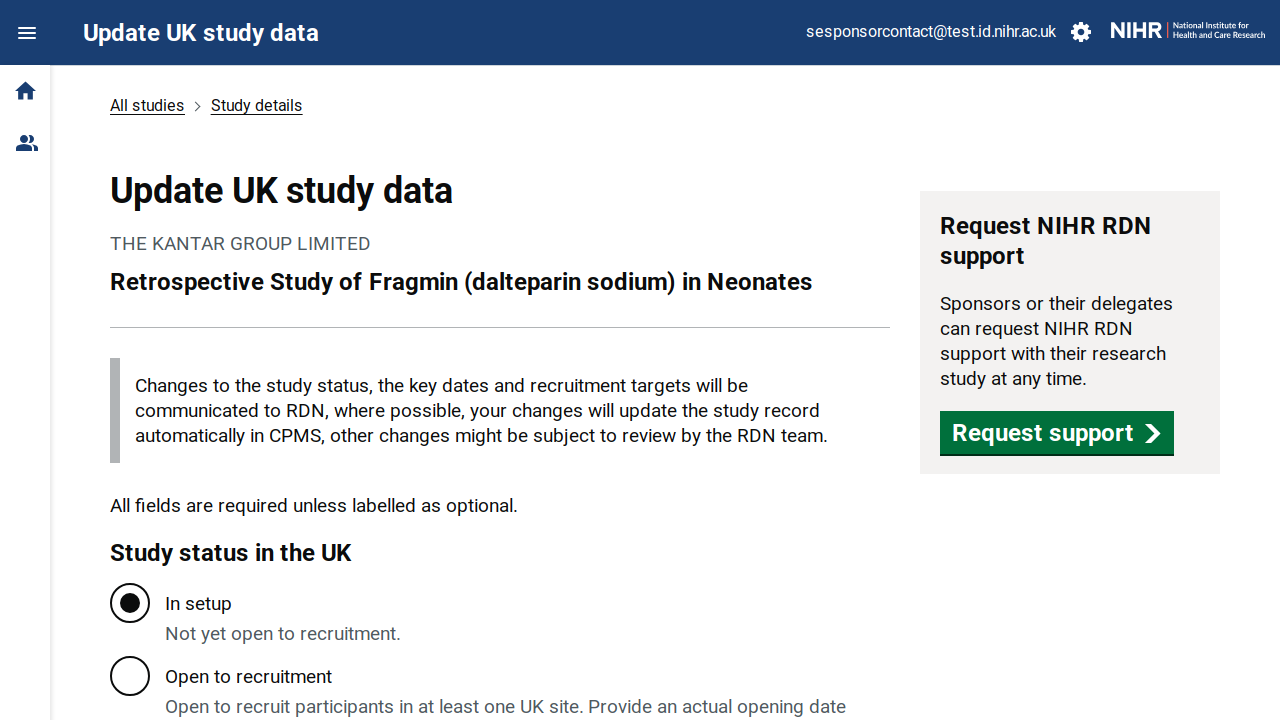 Update UK study data
sesponsorcontact@test.id.nihr.ac.uk
NIHR
National Institute for
Health and Care Research
All studies
Study details
Update UK study data
THE KANTAR GROUP LIMITED
Retrospective Study of Fragmin (dalteparin sodium) in Neonates
Changes to the study status, the key dates and recruitment targets will be
communicated to RDN, where possible, your changes will update the study record
automatically in CPMS, other changes might be subject to review by the RDN team.
All fields are required unless labelled as optional.
Study status in the UK
In setup
Not yet open to recruitment.
Open to recruitment
Open to recruit participants in at least one UK site. Provide an actual opening date
Request NIHR RDN
support
Sponsors or their delegates
can request NIHR RDN
support with their research
study at any time.
Request support